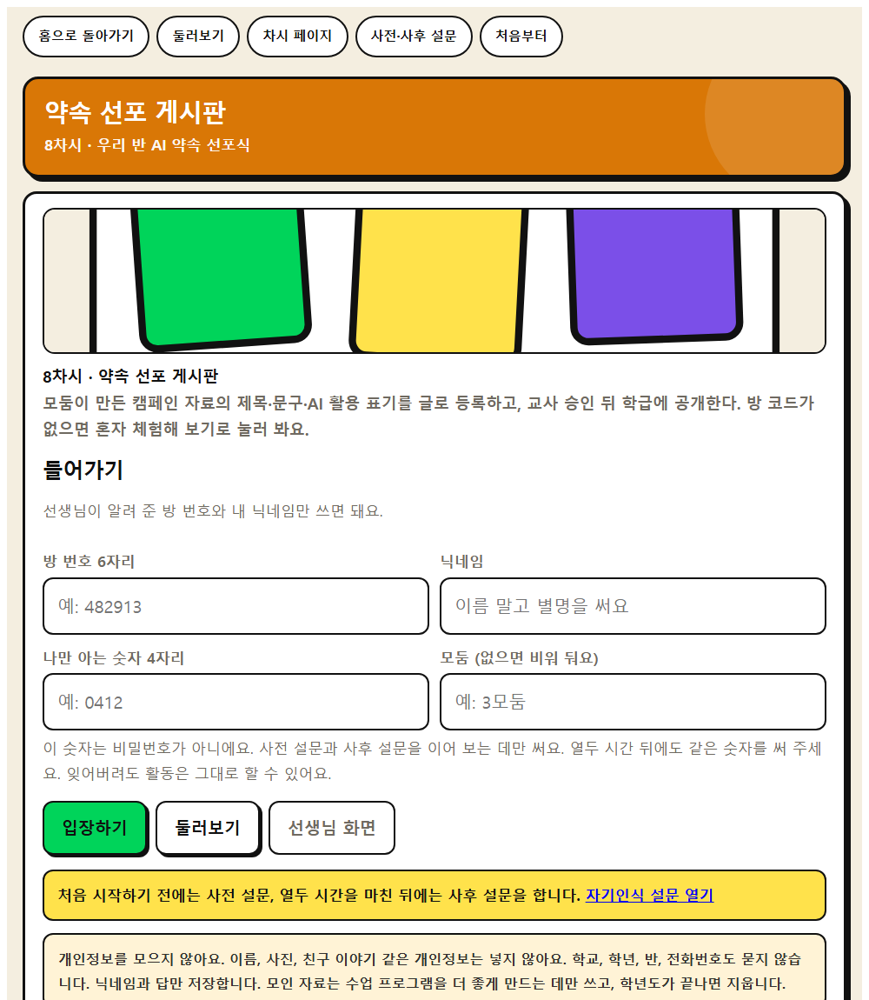 홈으로 돌아가기
둘러보기
차시 페이지
사전·사후 설문
처음부터
약속 선포 게시판
8차시 · 우리 반 AI 약속 선포식
8차시 · 약속 선포 게시판
모둠이 만든 캠페인 자료의 제목·문구·AI 활용 표기를 글로 등록하고, 교사 승인 뒤 학급에 공개한다. 방 코드가
없으면 혼자 체험해 보기로 눌러 봐요.
들어가기
선생님이 알려 준 방 번호와 내 닉네임만 쓰면 돼요.
방 번호 6자리
닉네임
예: 482913
이름 말고 별명을 써요
나만 아는 숫자 4자리
모둠 (없으면 비워 둬요)
예: 0412
예: 3모둠
이 숫자는 비밀번호가 아니에요. 사전 설문과 사후 설문을 이어 보는 데만 써요. 열두 시간 뒤에도 같은 숫자를 써 주세
요. 잊어버려도 활동은 그대로 할 수 있어요.
입장하기
둘러보기
선생님 화면
처음 시작하기 전에는 사전 설문, 열두 시간을 마친 뒤에는 사후 설문을 합니다. 자기인식 설문 열기
개인정보를 모으지 않아요. 이름, 사진, 친구 이야기 같은 개인정보는 넣지 않아요. 학교, 학년, 반, 전화번호도 묻지 않습
니다. 닉네임과 답만 저장합니다. 모인 자료는 수업 프로그램을 더 좋게 만드는 데만 쓰고, 학년도가 끝나면 지웁니다.